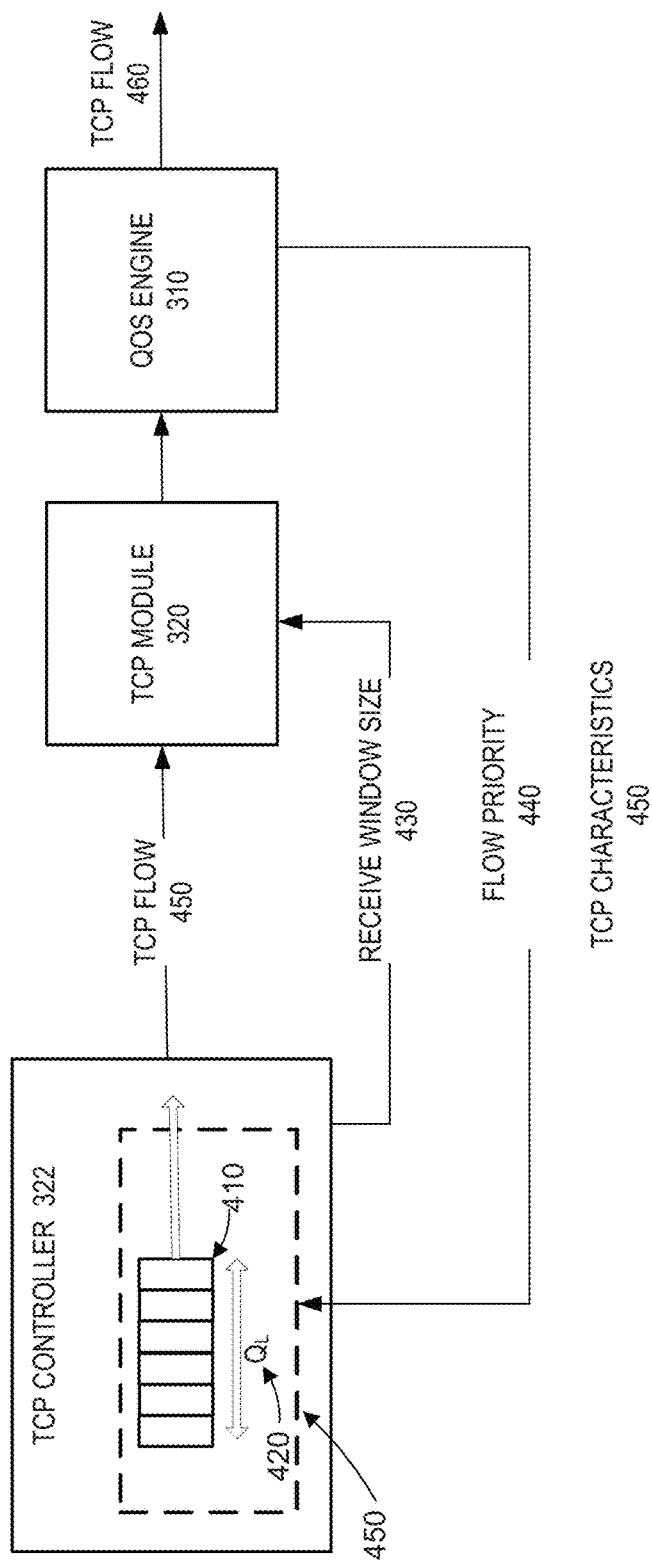 TCP CONTROLLER 322
410
QL
420
450
TCP FLOW
450
TCP MODULE
320
QOS ENGINE
310
TCP FLOW
460
RECEIVE WINDOW SIZE
430
FLOW PRIORITY
440
TCP CHARACTERISTICS
450